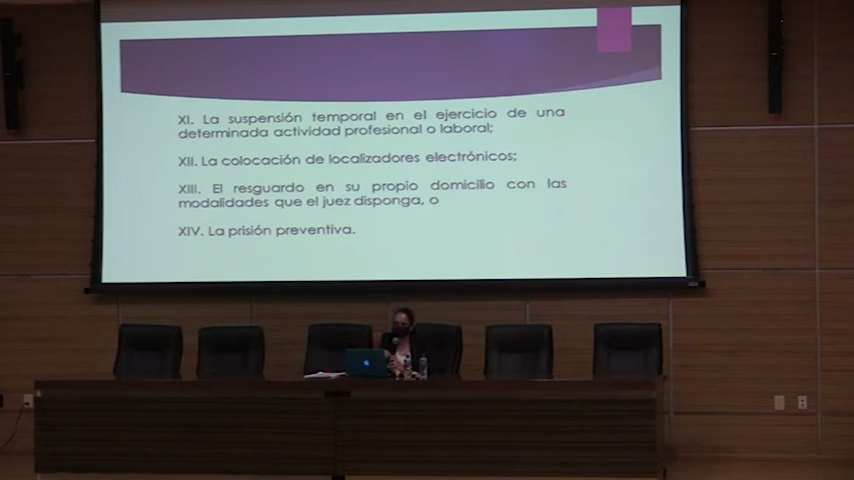 XI. La suspensión temporal en el ejercicio de una
determinada actividad profesional o laboral;
XII. La colocación de localizadores electrónicos;
XIII. El resguardo en su propio domicilio con las
modalidades que el juez disponga, o
XIV. La prisión preventiva.